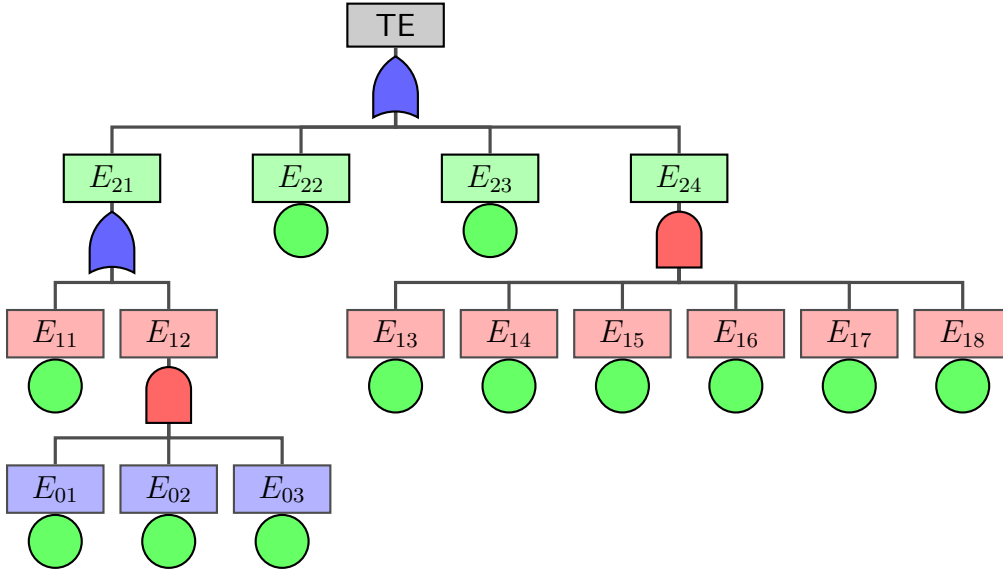 TE
E₂₁ E₂₂ E₂₃ E₂₄
E₁₁ E₁₂ E₁₃ E₁₄ E₁₅ E₁₆ E₁₇ E₁₈
E₀₁ E₀₂ E₀₃